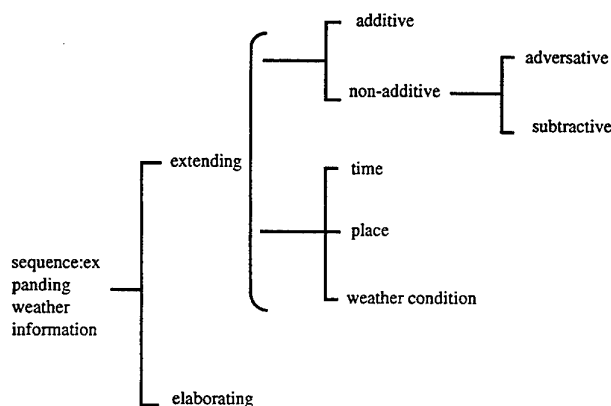 additive
adversative
non-additive
subtractive
extending
time
place
sequence:ex
panding
weather
information
weather condition
elaborating